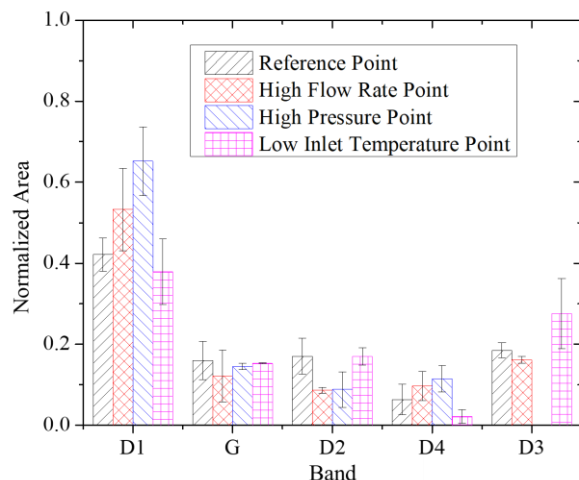 1.0
0.8
0.6
0.4
0.2
0.0
Normalized Area
Reference Point
High Flow Rate Point
High Pressure Point
Low Inlet Temperature Point
D1 G D2 D4 D3
Band